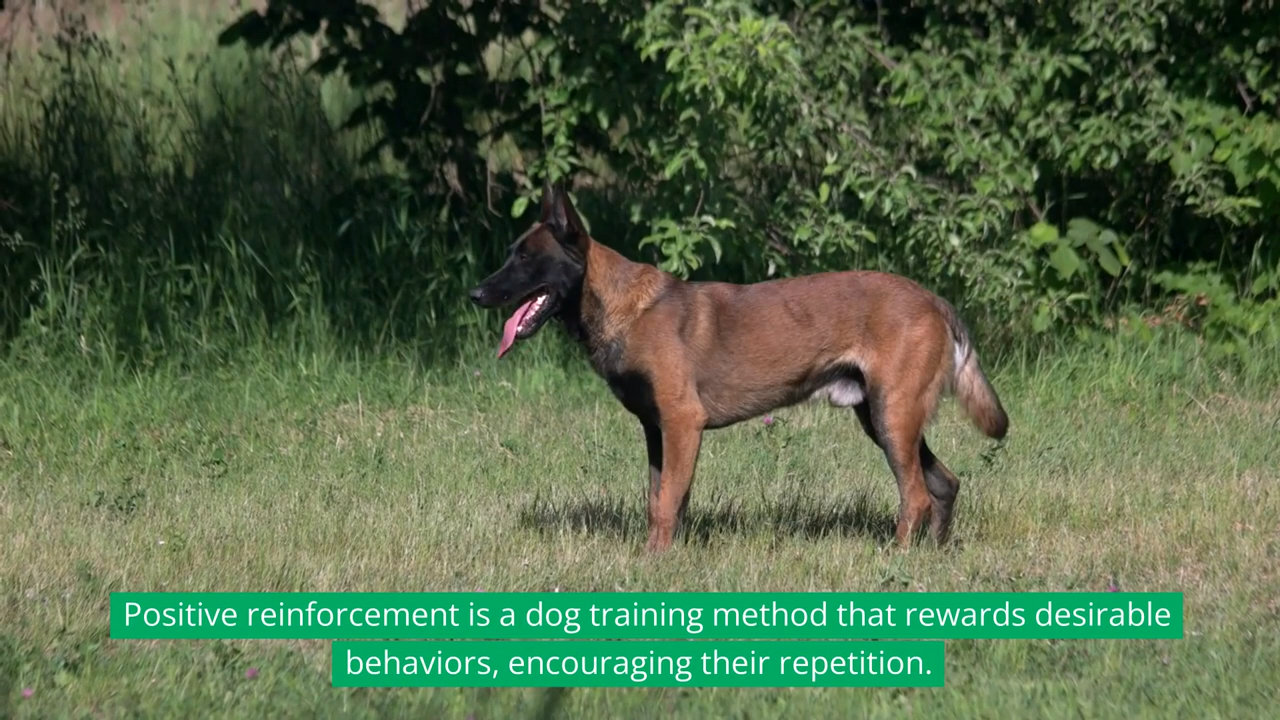 Positive reinforcement is a dog training method that rewards desirable
behaviors, encouraging their repetition.